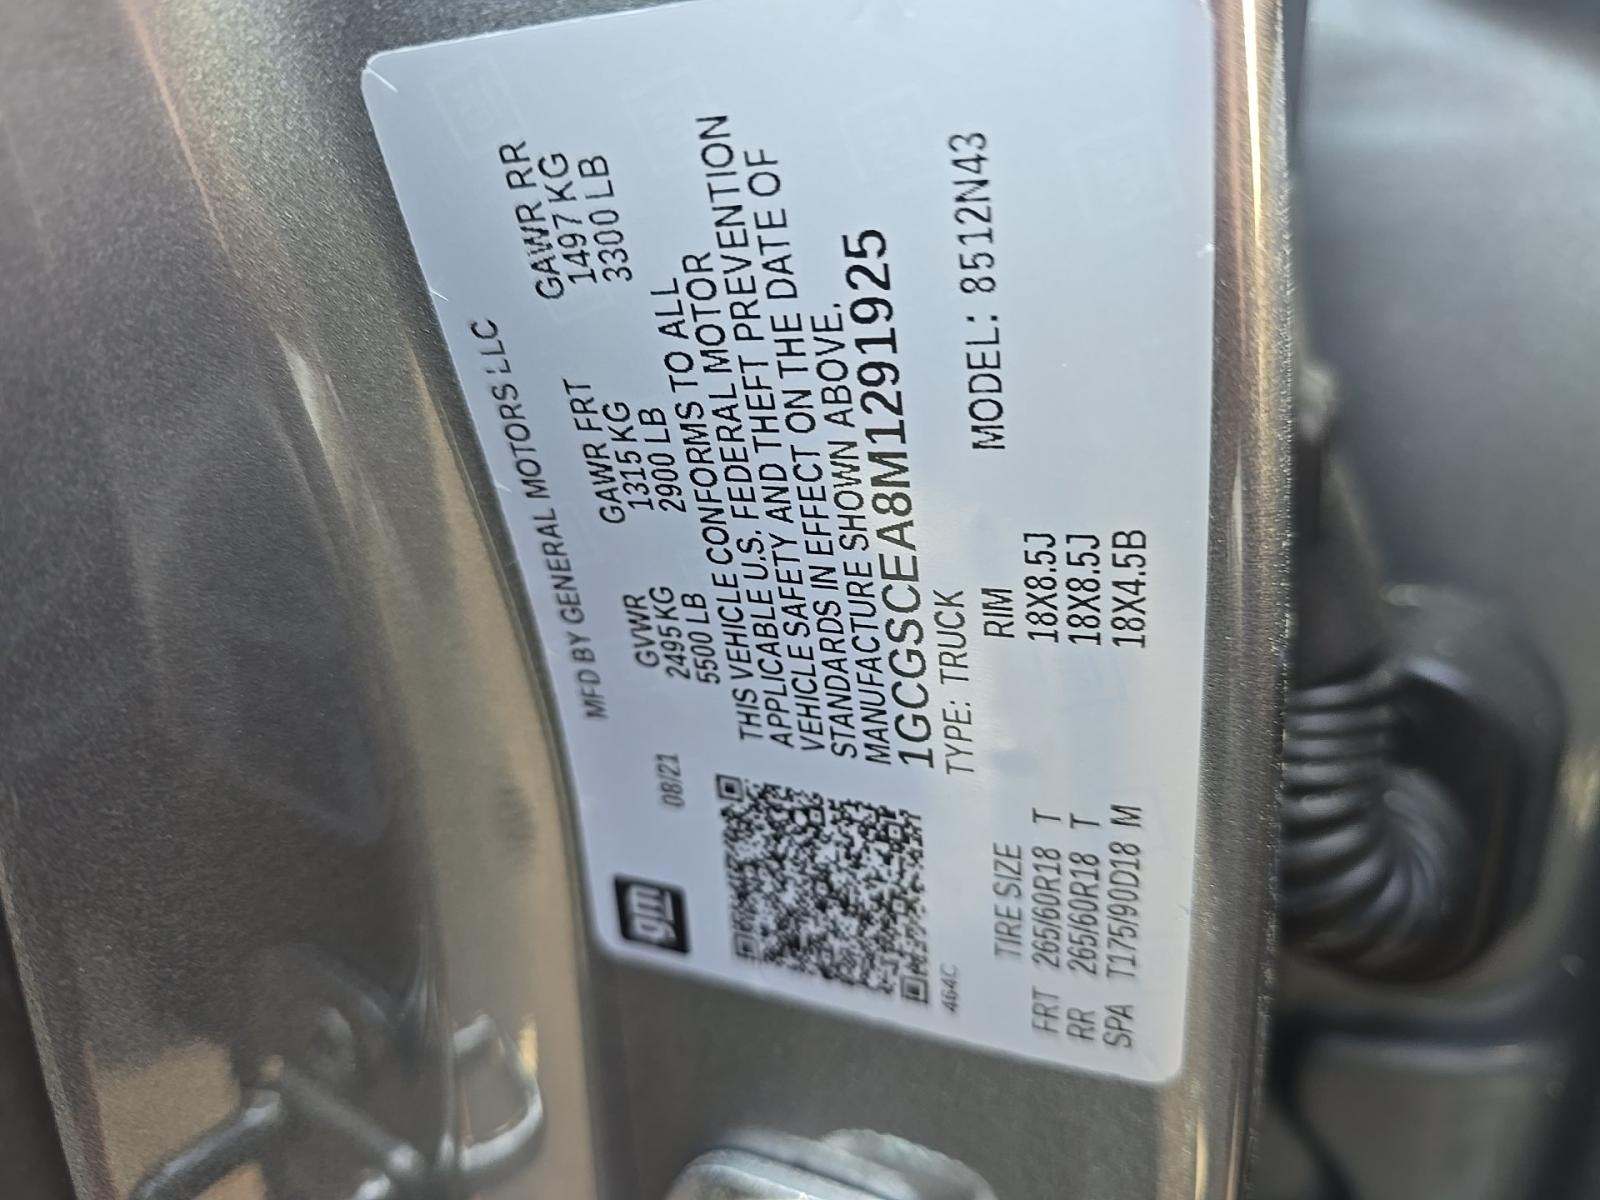 gm
MFD BY GENERAL MOTORS LLC
08/21
GVWR GAWR FRT GAWR RR
2495 KG 1315 KG 1497 KG
5500 LB 2900 LB 3300 LB
THIS VEHICLE CONFORMS TO ALL
APPLICABLE U.S. FEDERAL MOTOR
VEHICLE SAFETY AND THEFT PREVENTION
STANDARDS IN EFFECT ON THE DATE OF
MANUFACTURE SHOWN ABOVE.
1GCGSCEA8M1291925
TYPE: TRUCK MODEL: 8512N43
464C
TIRE SIZE RIM
FRT 265/60R18 T 18X8.5J
RR 265/60R18 T 18X8.5J
SPA T175/90D18 M 18X4.5B